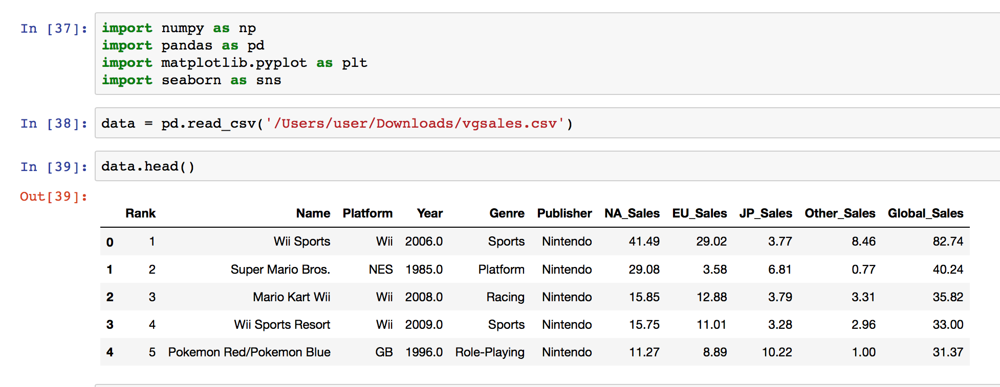 In [37]: import numpy as np
import pandas as pd
import matplotlib.pyplot as plt
import seaborn as sns
In [38]: data = pd.read_csv('/Users/user/Downloads/vgsales.csv')
In [39]: data.head()
Out[39]:
Rank Name Platform Year Genre Publisher NA_Sales EU_Sales JP_Sales Other_Sales Global_Sales
0 1 Wii Sports Wii 2006.0 Sports Nintendo 41.49 29.02 3.77 8.46 82.74
1 2 Super Mario Bros. NES 1985.0 Platform Nintendo 29.08 3.58 6.81 0.77 40.24
2 3 Mario Kart Wii Wii 2008.0 Racing Nintendo 15.85 12.88 3.79 3.31 35.82
3 4 Wii Sports Resort Wii 2009.0 Sports Nintendo 15.75 11.01 3.28 2.96 33.00
4 5 Pokemon Red/Pokemon Blue GB 1996.0 Role-Playing Nintendo 11.27 8.89 10.22 1.00 31.37